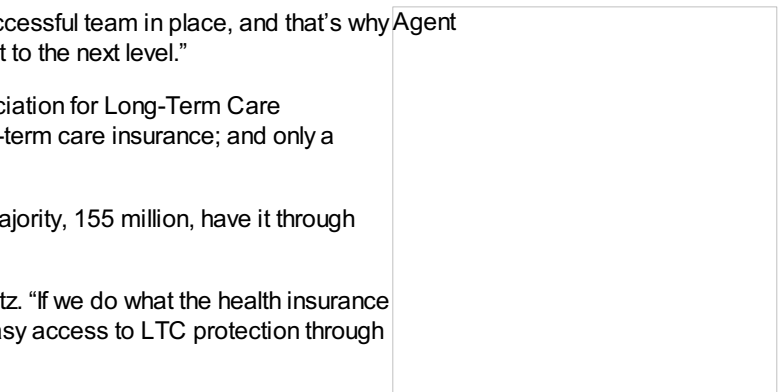 ccessful team in place, and that’s why
t to the next level.”
ciation for Long-Term Care
-term care insurance; and only a
ajority, 155 million, have it through
tz. “If we do what the health insurance
asy access to LTC protection through
Agent